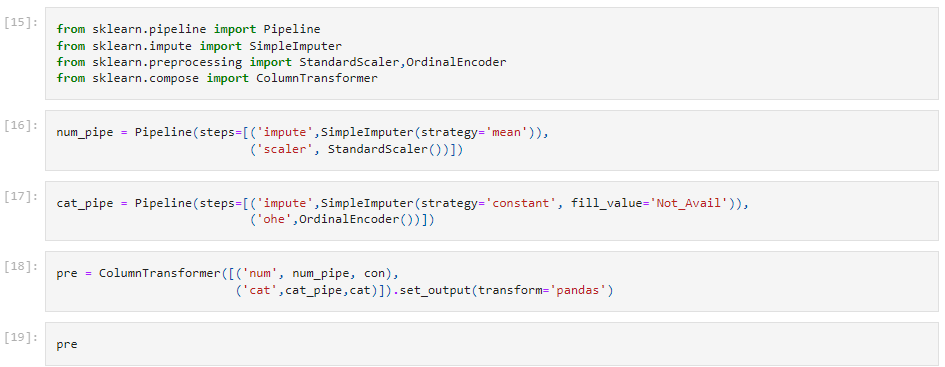 [15]:
from sklearn.pipeline import Pipeline
from sklearn.impute import SimpleImputer
from sklearn.preprocessing import StandardScaler,OrdinalEncoder
from sklearn.compose import ColumnTransformer
[16]:
num_pipe = Pipeline(steps=[('impute',SimpleImputer(strategy='mean')),
('scaler', StandardScaler())])
[17]:
cat_pipe = Pipeline(steps=[('impute',SimpleImputer(strategy='constant', fill_value='Not_Avail')),
('ohe',OrdinalEncoder())])
[18]:
pre = ColumnTransformer([('num', num_pipe, con),
('cat',cat_pipe,cat)]).set_output(transform='pandas')
[19]:
pre